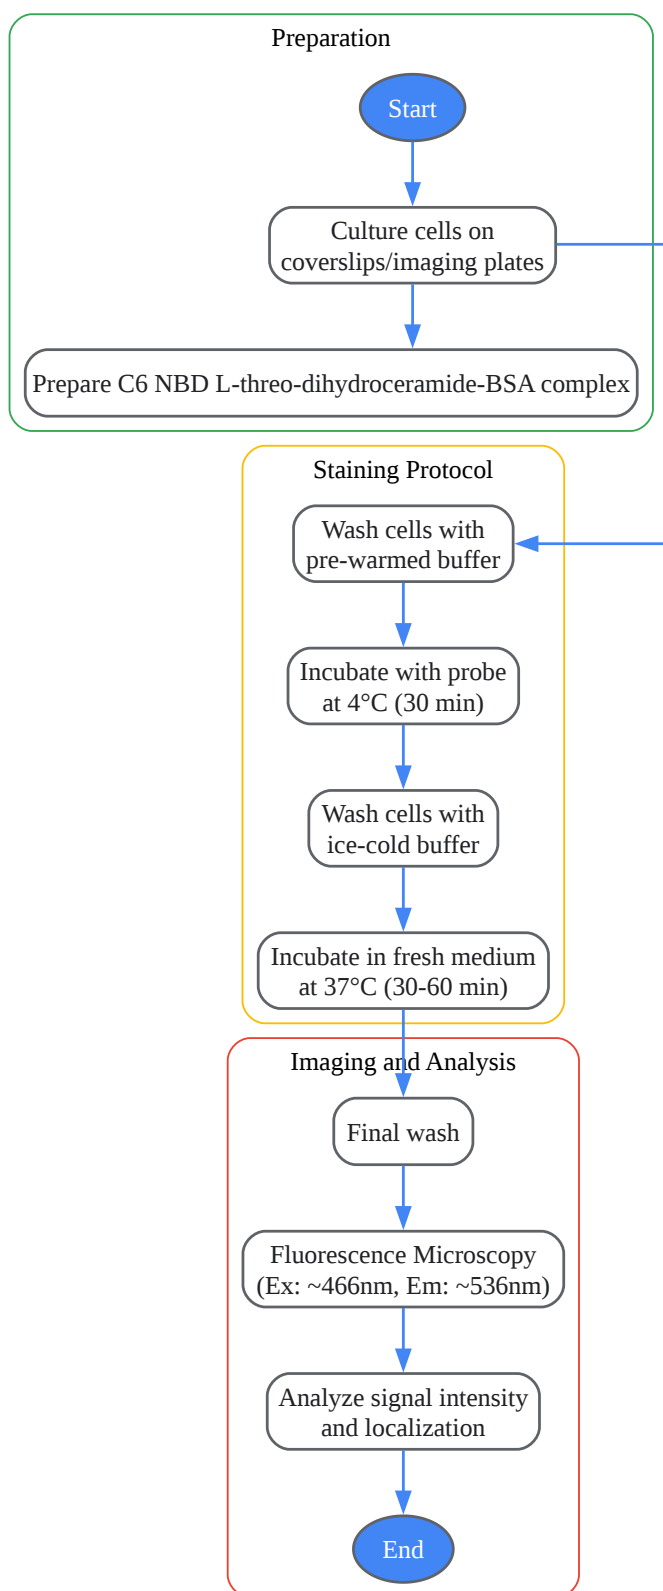 Preparation
Start
Culture cells on
coverslips/imaging plates
Prepare C6 NBD L-threo-dihydroceramide-BSA complex
Staining Protocol
Wash cells with
pre-warmed buffer
Incubate with probe
at 4°C (30 min)
Wash cells with
ice-cold buffer
Incubate in fresh medium
at 37°C (30-60 min)
Imaging and Analysis
Final wash
Fluorescence Microscopy
(Ex: ~466nm, Em: ~536nm)
Analyze signal intensity
and localization
End